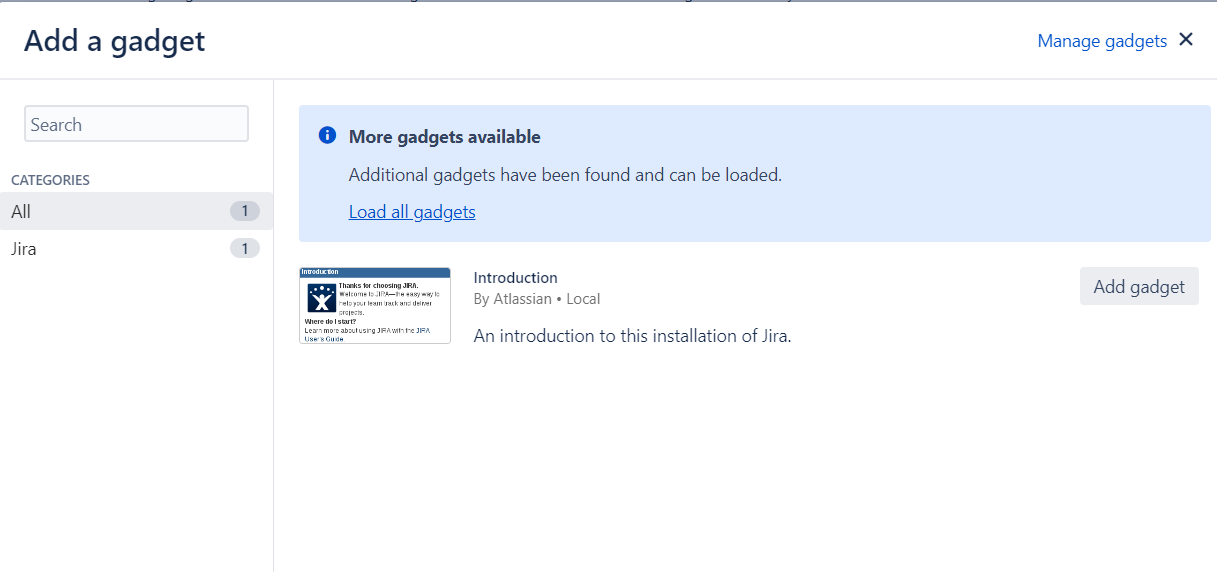 Add a gadget
Manage gadgets
Search
CATEGORIES
All 1
Jira 1
More gadgets available
Additional gadgets have been found and can be loaded.
Load all gadgets
Introduction
Thanks for choosing JIRA.
Welcome to JIRA—the easy way to
help your team track and deliver
projects.
Where do I start?
Learn more about using JIRA with the JIRA
User's Guide.
Introduction
By Atlassian • Local
An introduction to this installation of Jira.
Add gadget